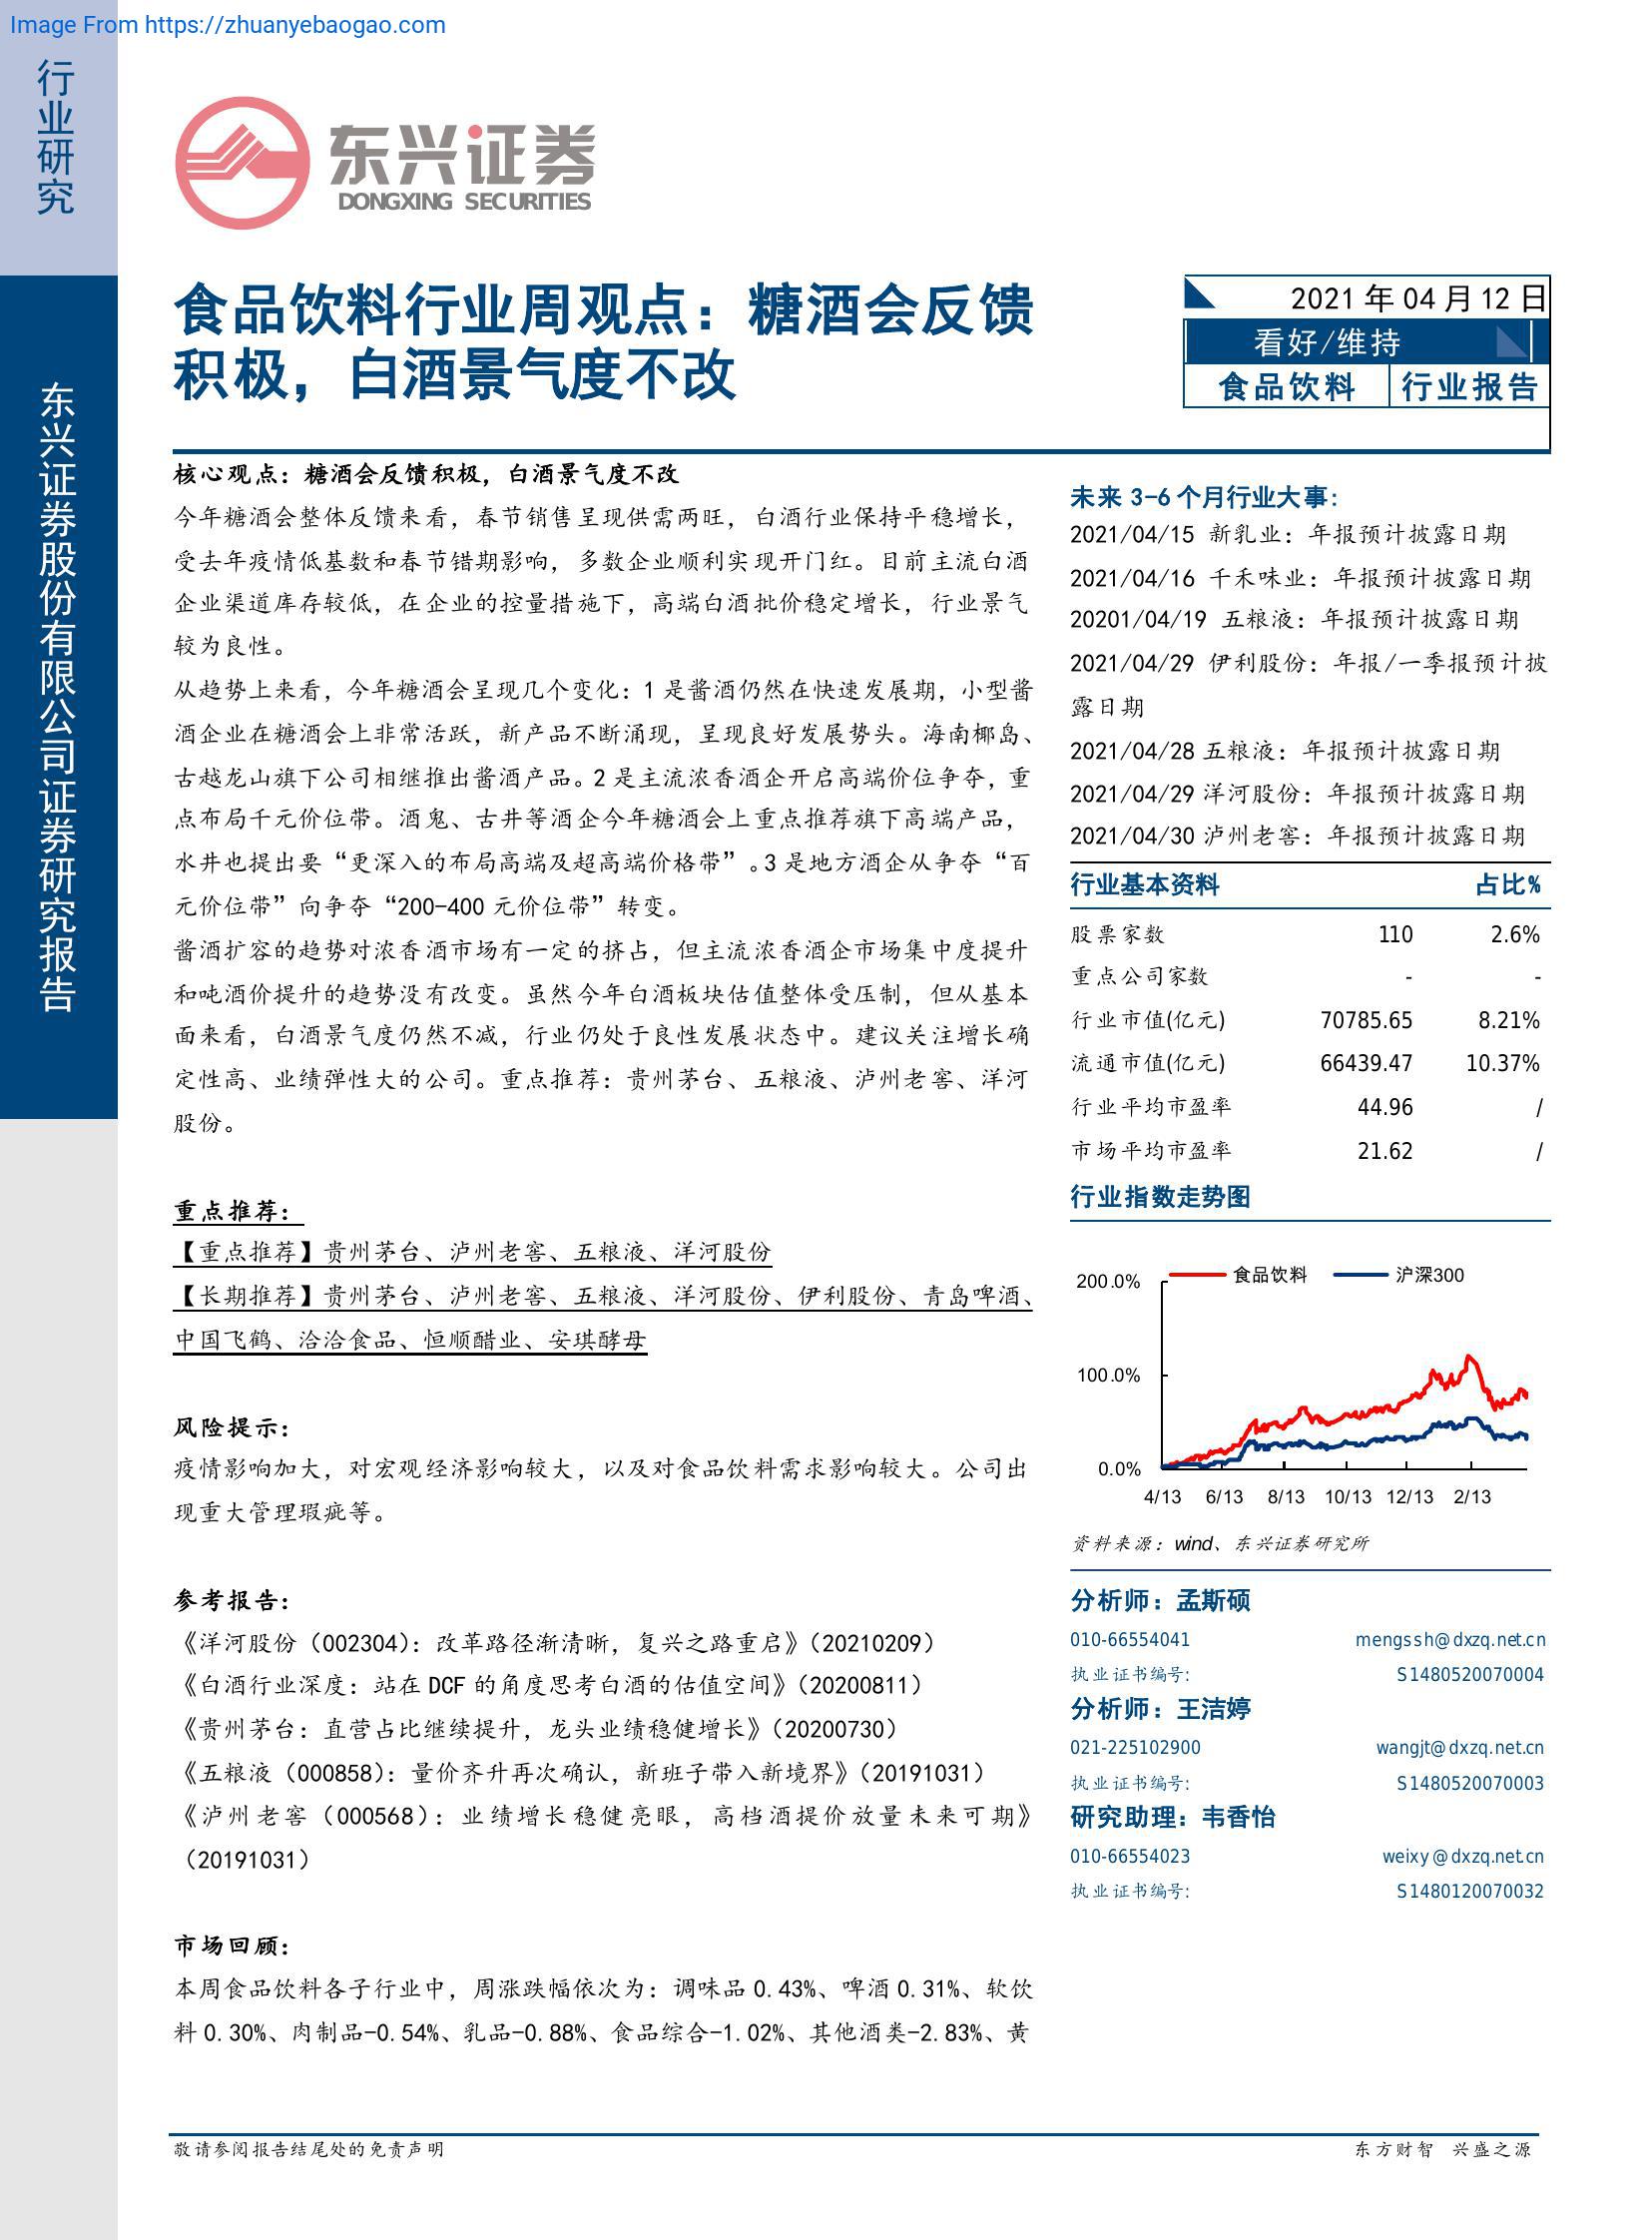 Image From https://zhuanyebaogao.com
行业研究
东兴证券股份有限公司证券研究报告
东兴证券
DONGXING SECURITIES
食品饮料行业周观点：糖酒会反馈
积极，白酒景气度不改
2021 年 04 月 12 日
看好/维持
食品饮料 行业报告
核心观点：糖酒会反馈积极，白酒景气度不改
今年糖酒会整体反馈来看，春节销售呈现供需两旺，白酒行业保持平稳增长，
受去年疫情低基数和春节错期影响，多数企业顺利实现开门红。目前主流白酒
企业渠道库存较低，在企业的控量措施下，高端白酒批价稳定增长，行业景气
较为良性。
从趋势上来看，今年糖酒会呈现几个变化：1 是酱酒仍然在快速发展期，小型酱
酒企业在糖酒会上非常活跃，新产品不断涌现，呈现良好发展势头。海南椰岛、
古越龙山旗下公司相继推出酱酒产品。2 是主流浓香酒企开启高端价位争夺，重
点布局千元价位带。酒鬼、古井等酒企今年糖酒会上重点推荐旗下高端产品，
水井也提出要“更深入的布局高端及超高端价格带”。3 是地方酒企从争夺“百
元价位带”向争夺“200-400 元价位带”转变。
酱酒扩容的趋势对浓香酒市场有一定的挤占，但主流浓香酒企市场集中度提升
和吨酒价提升的趋势没有改变。虽然今年白酒板块估值整体受压制，但从基本
面来看，白酒景气度仍然不减，行业仍处于良性发展状态中。建议关注增长确
定性高、业绩弹性大的公司。重点推荐：贵州茅台、五粮液、泸州老窖、洋河
股份。
重点推荐：
【重点推荐】贵州茅台、泸州老窖、五粮液、洋河股份
【长期推荐】贵州茅台、泸州老窖、五粮液、洋河股份、伊利股份、青岛啤酒、
中国飞鹤、洽洽食品、恒顺醋业、安琪酵母
风险提示：
疫情影响加大，对宏观经济影响较大，以及对食品饮料需求影响较大。公司出
现重大管理瑕疵等。
参考报告：
《洋河股份（002304）：改革路径渐清晰，复兴之路重启》（20210209）
《白酒行业深度：站在 DCF 的角度思考白酒的估值空间》（20200811）
《贵州茅台：直营占比继续提升，龙头业绩稳健增长》（20200730）
《五粮液（000858）：量价齐升再次确认，新班子带入新境界》（20191031）
《泸州老窖（000568）：业绩增长稳健亮眼，高档酒提价放量未来可期》
（20191031）
市场回顾：
本周食品饮料各子行业中，周涨跌幅依次为：调味品 0.43%、啤酒 0.31%、软饮
料 0.30%、肉制品-0.54%、乳品-0.88%、食品综合-1.02%、其他酒类-2.83%、黄
未来 3-6 个月行业大事：
2021/04/15 新乳业：年报预计披露日期
2021/04/16 千禾味业：年报预计披露日期
20201/04/19 五粮液：年报预计披露日期
2021/04/29 伊利股份：年报/一季报预计披
露日期
2021/04/28 五粮液：年报预计披露日期
2021/04/29 洋河股份：年报预计披露日期
2021/04/30 泸州老窖：年报预计披露日期
行业基本资料 占比%
股票家数 110 2.6%
重点公司家数 - -
行业市值(亿元) 70785.65 8.21%
流通市值(亿元) 66439.47 10.37%
行业平均市盈率 44.96 /
市场平均市盈率 21.62 /
行业指数走势图
食品饮料 沪深300
200.0%
100.0%
0.0%
4/13 6/13 8/13 10/13 12/13 2/13
资料来源：wind、东兴证券研究所
分析师：孟斯硕
010-66554041 mengssh@dxzq.net.cn
执业证书编号: S1480520070004
分析师：王洁婷
021-225102900 wangjt@dxzq.net.cn
执业证书编号: S1480520070003
研究助理：韦香怡
010-66554023 weixy@dxzq.net.cn
执业证书编号: S1480120070032
敬请参阅报告结尾处的免责声明
东方财智 兴盛之源